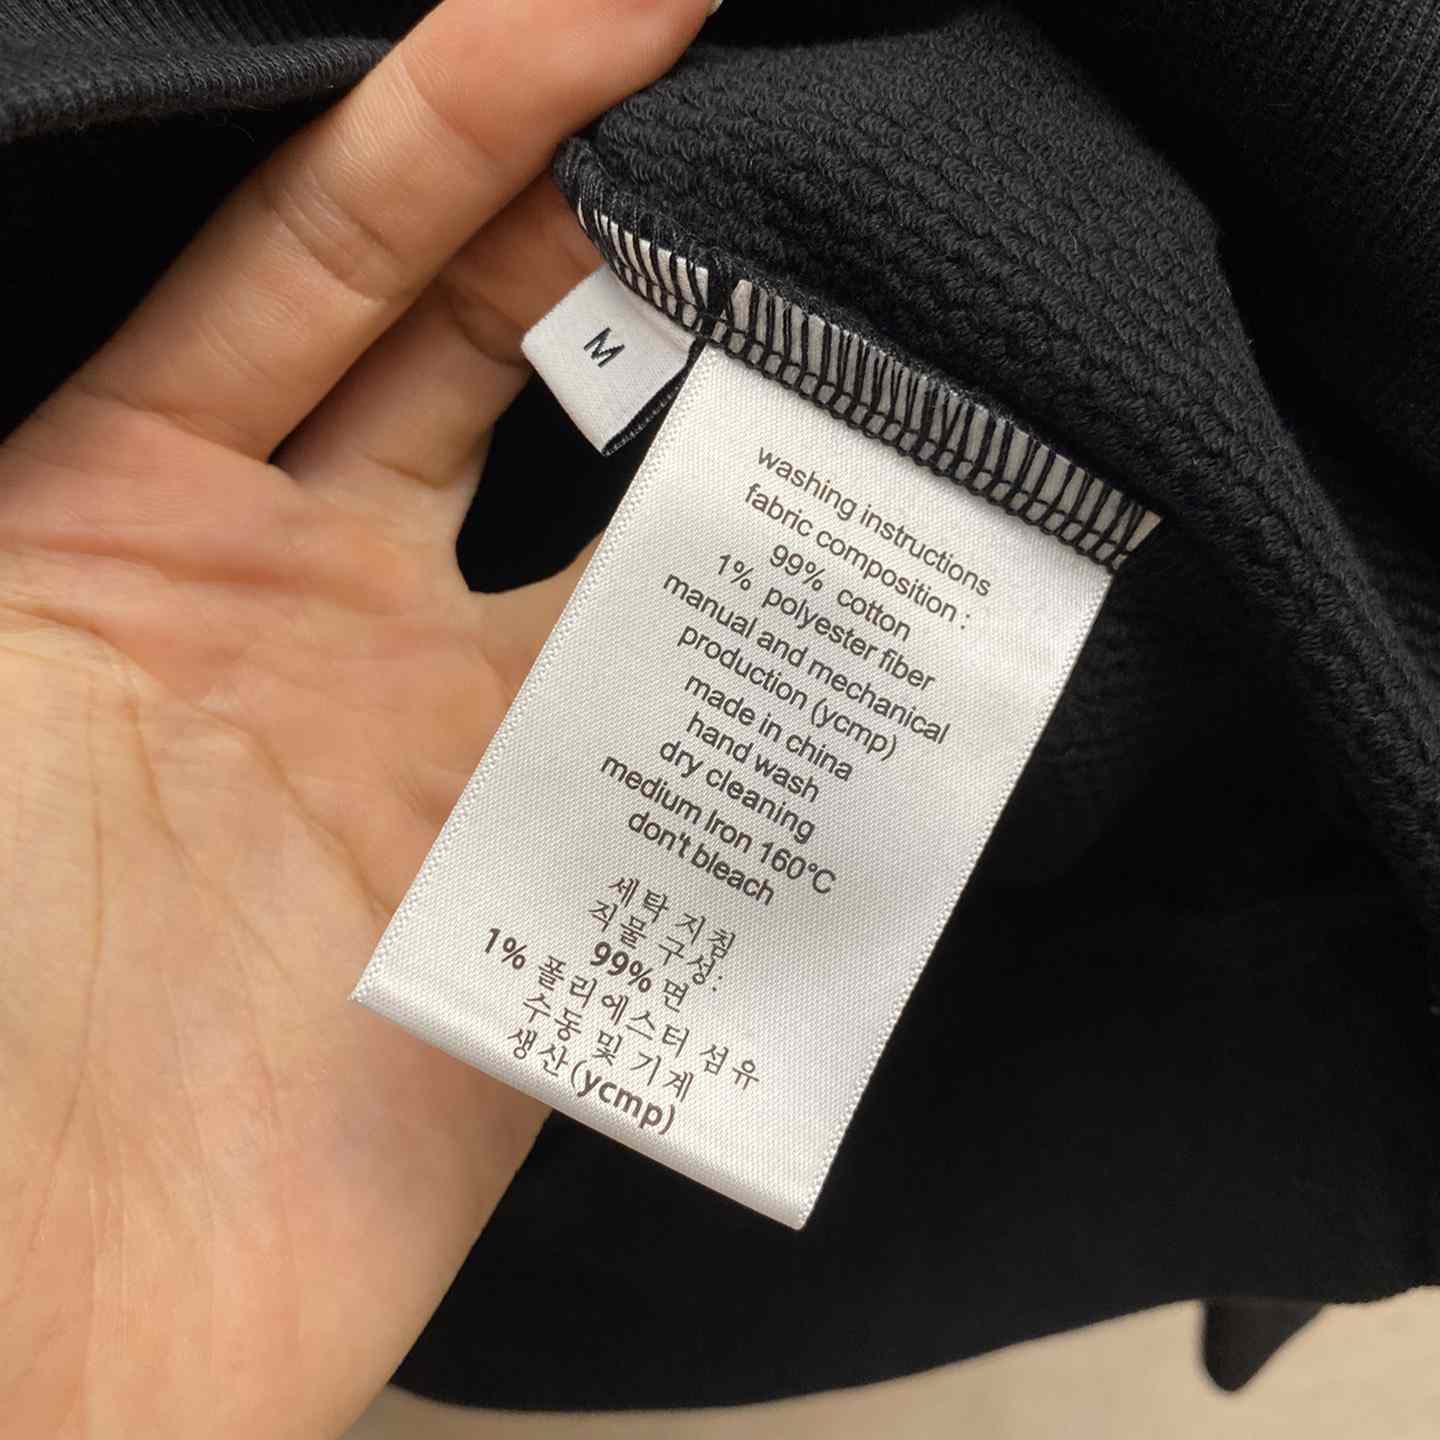 M
washing instructions
fabric composition :
99% cotton
1% polyester fiber
manual and mechanical
production (ycmp)
made in china
hand wash
dry cleaning
medium Iron 160°C
don't bleach
세탁 지침
직물 구성:
99% 면
1% 폴리에스터 섬유
수동 및 기계
생산(ycmp)